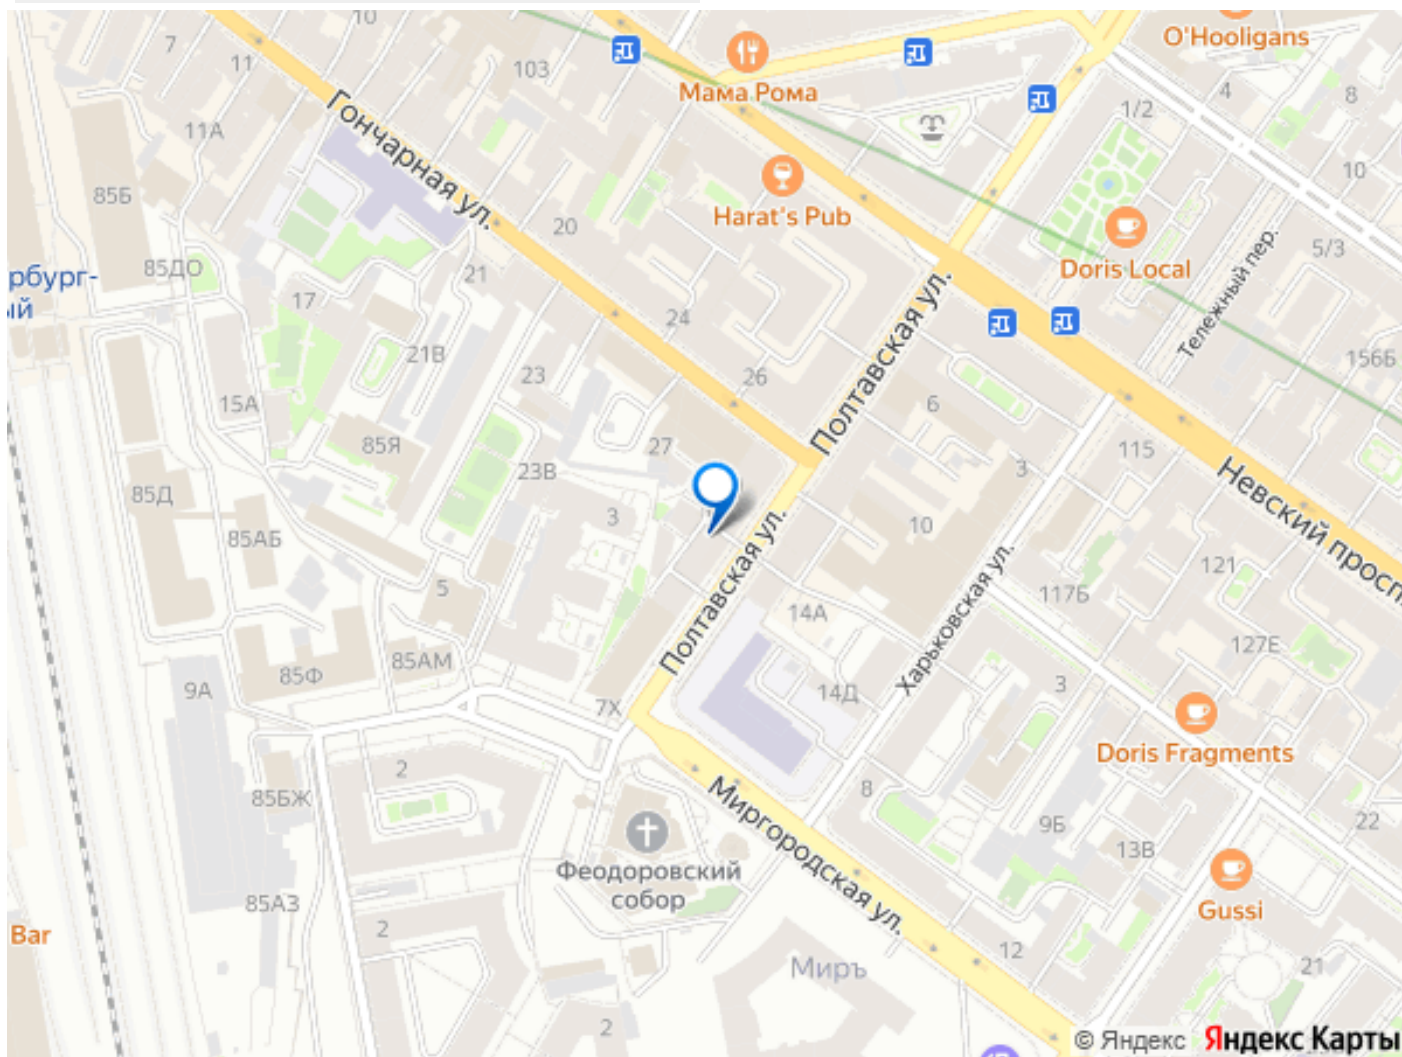 10
O'Hooligans
7
11
103
Мама Рома
1/2
4
8
Гончарная ул.
11А
85Б
Harat's Pub
20
10
Doris Local
Тележный пер.
5/3
85ДО
рбург-
ый
21
17
24
21В
23
26
Полтавская ул.
156Б
6
15А
85Я
27
23В
3
115
Невский просп
85Д
3
10
85АБ
Полтавская ул.
Харьковская ул.
121
117Б
5
14А
127Е
85АМ
85Ф
9А
14Д
3
7Х
Doris Fragments
2
Миргородская ул.
8
85БЖ
9Б
22
13В
Феодоровский
собор
85АЗ
Gussi
Bar
2
12
Миръ
21
2
© Яндекс Яндекс Карты